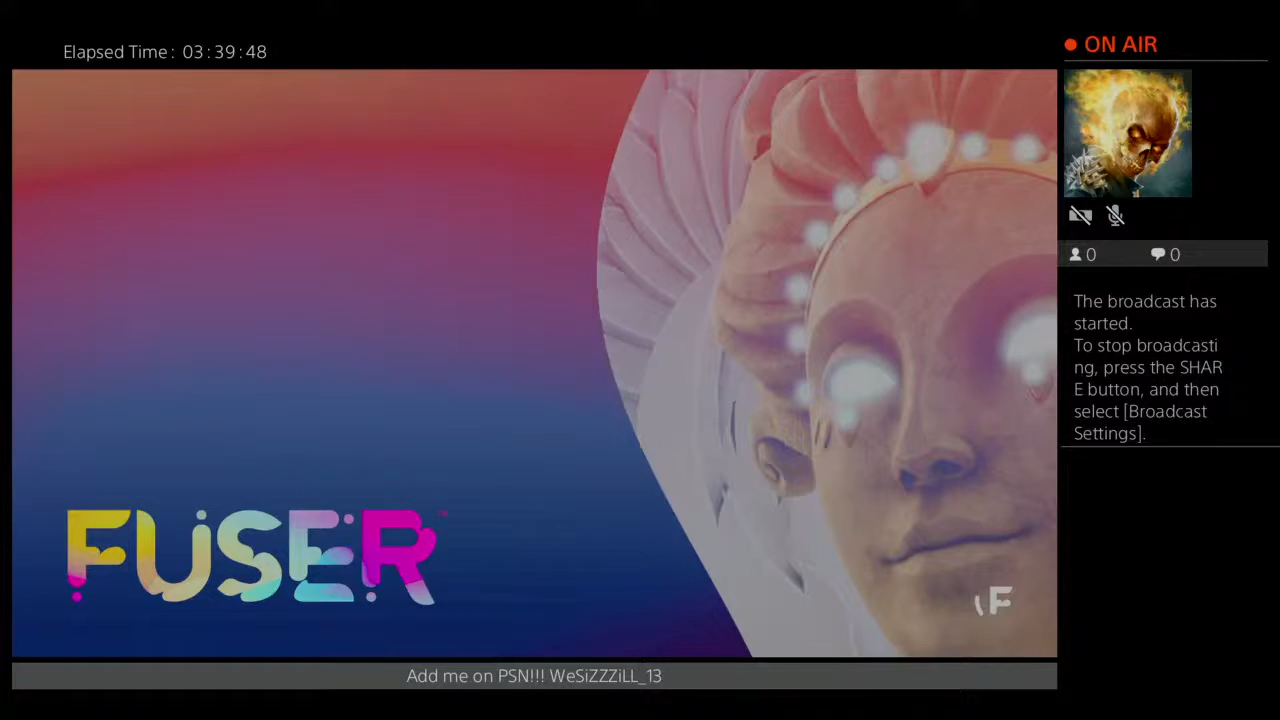 Elapsed Time: 03:39:48
ON AIR
0 0
The broadcast has
started.
To stop broadcasti
ng, press the SHAR
E button, and then
select [Broadcast
Settings].
FUSER™
F
Add me on PSN!!! WeSiZZZiLL_13